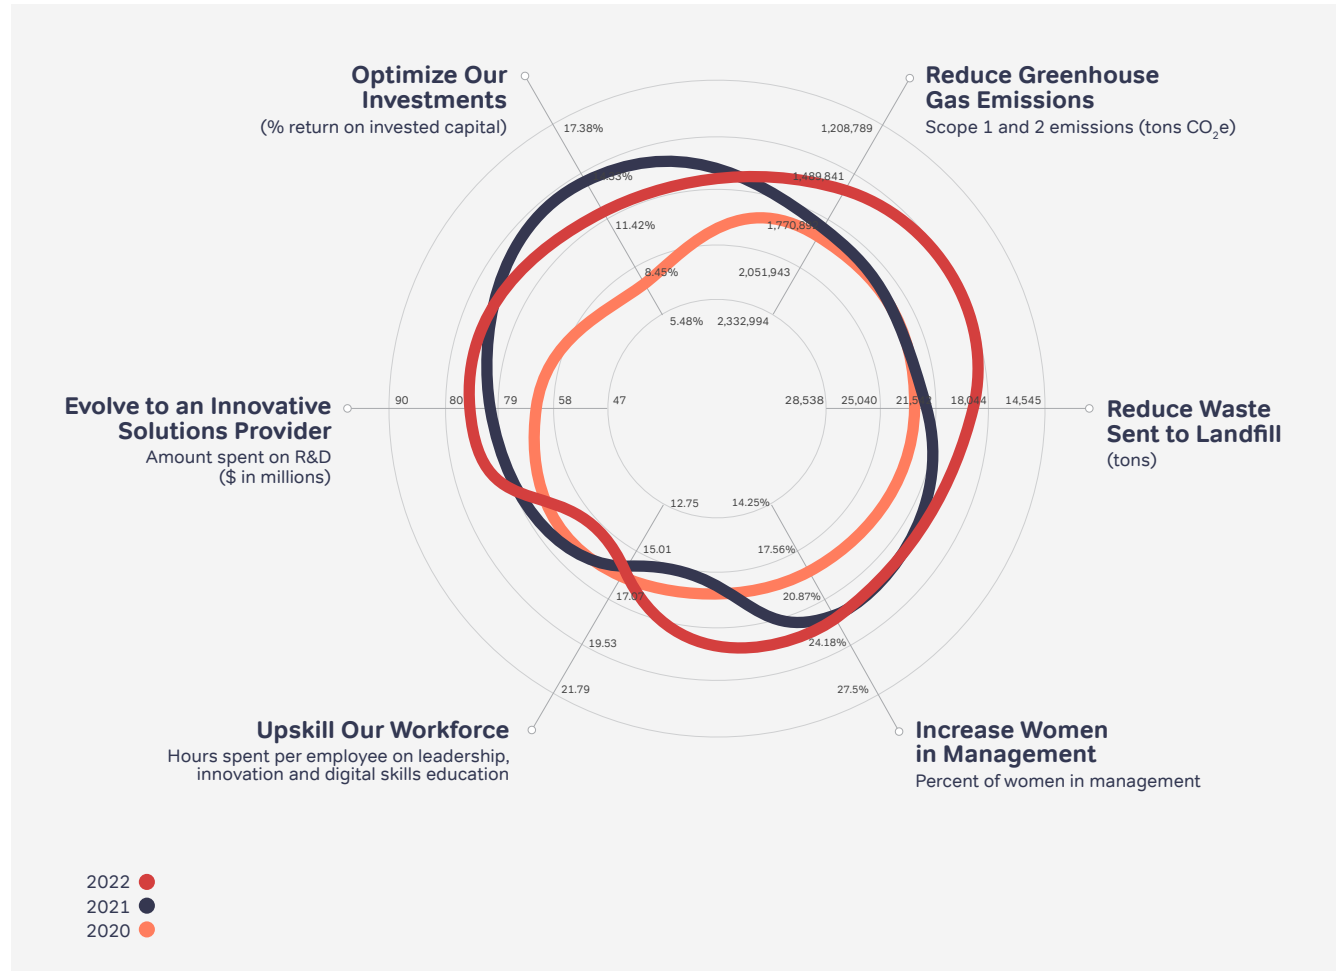 Optimize Our
Investments
(% return on invested capital)
Reduce Greenhouse
Gas Emissions
Scope 1 and 2 emissions (tons CO2e)
17.38%
11.42%
8.45%
5.48%
1,208,789
1,489,841
2,051,943
2,332,994
Evolve to an Innovative
Solutions Provider
Amount spent on R&D
($ in millions)
90
80
79
58
47
28,538
25,040
18,044
14,545
Reduce Waste
Sent to Landfill
(tons)
12.75
15.01
17.07
19.53
21.79
14.25%
17.56%
20.87%
24.18%
27.5%
Upskill Our Workforce
Hours spent per employee on leadership,
innovation and digital skills education
Increase Women
in Management
Percent of women in management
2022
2021
2020